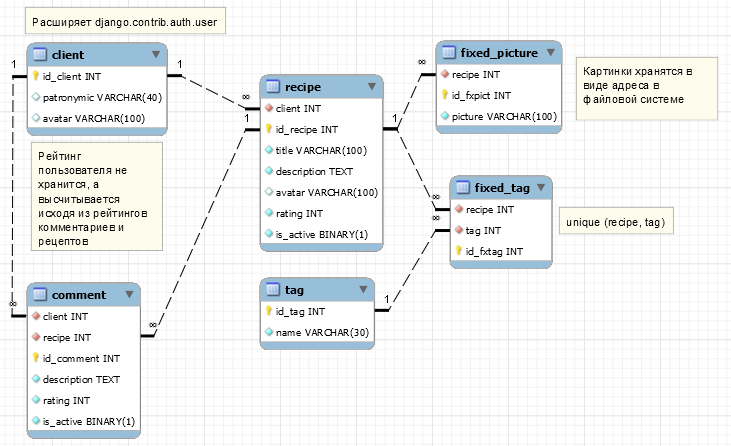 Расширяет django.contrib.auth.user
client
id_client INT
patronymic VARCHAR(40)
avatar VARCHAR(100)
1
1
∞
Рейтинг
пользователя не
хранится, а
высчитывается
исходя из рейтингов
комментариев и
рецептов
comment
client INT
recipe INT
id_comment INT
description TEXT
rating INT
is_active BINARY(1)
∞
∞
1
recipe
client INT
id_recipe INT
title VARCHAR(100)
description TEXT
avatar VARCHAR(100)
rating INT
is_active BINARY(1)
1
tag
id_tag INT
name VARCHAR(30)
1
∞
fixed_picture
recipe INT
id_fxpict INT
picture VARCHAR(100)
Картинки хранятся в
виде адреса в
файловой системе
∞
∞
fixed_tag
recipe INT
tag INT
id_fxtag INT
unique (recipe, tag)